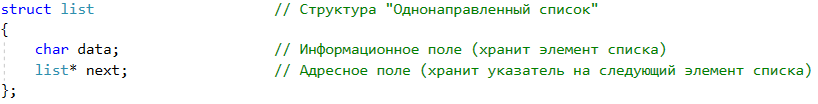 struct list // Структура "Однонаправленный список"
{
char data; // Информационное поле (хранит элемент списка)
list* next; // Адресное поле (хранит указатель на следующий элемент списка)
};